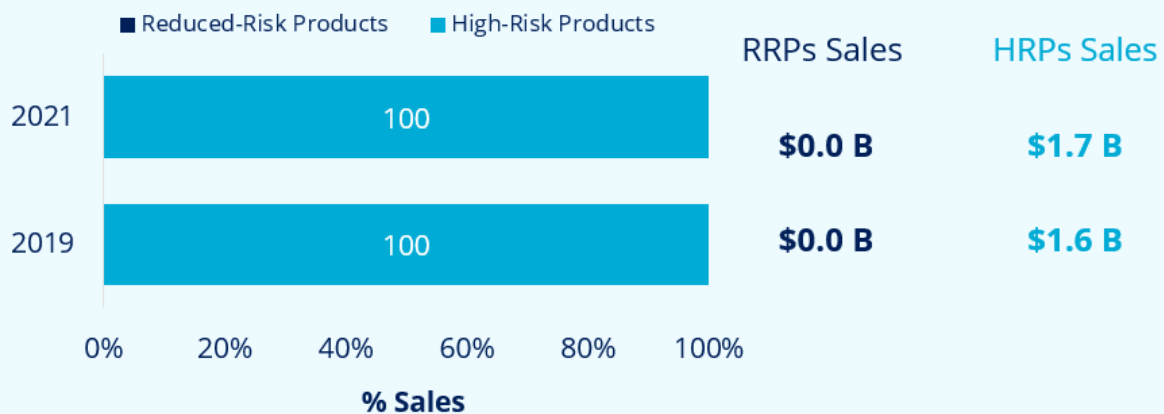 Reduced-Risk Products High-Risk Products
RRPs Sales HRPs Sales
2021 100 $0.0 B $1.7 B
2019 100 $0.0 B $1.6 B
0% 20% 40% 60% 80% 100%
% Sales